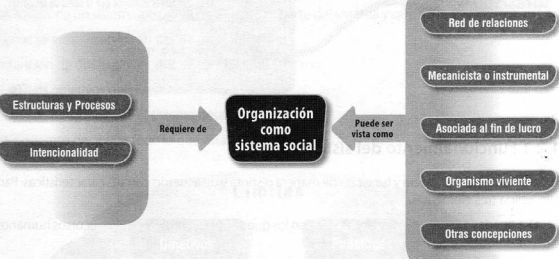 Estructuras y Procesos
Intencionalidad
Requiere de
Organización
como
sistema social
Puede ser
vista como
Red de relaciones
Mecanicista o instrumental
Asociada al fin de lucro
Organismo viviente
Otras concepciones